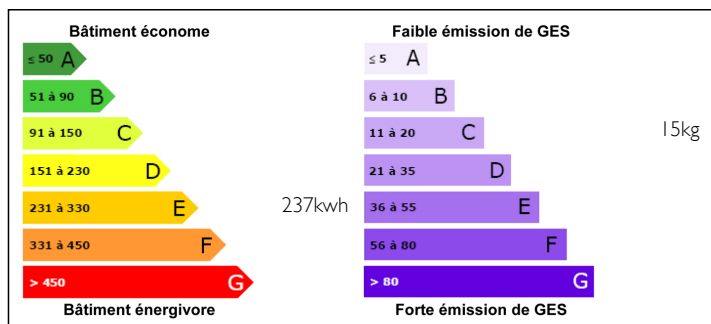 Bâtiment économe
≤ 50 A
51 à 90 B
91 à 150 C
151 à 230 D
231 à 330 E
237kwh
331 à 450 F
> 450 G
Bâtiment énergivore
Faible émission de GES
≤ 5 A
6 à 10 B
11 à 20 C
15kg
21 à 35 D
36 à 55 E
56 à 80 F
> 80 G
Forte émission de GES